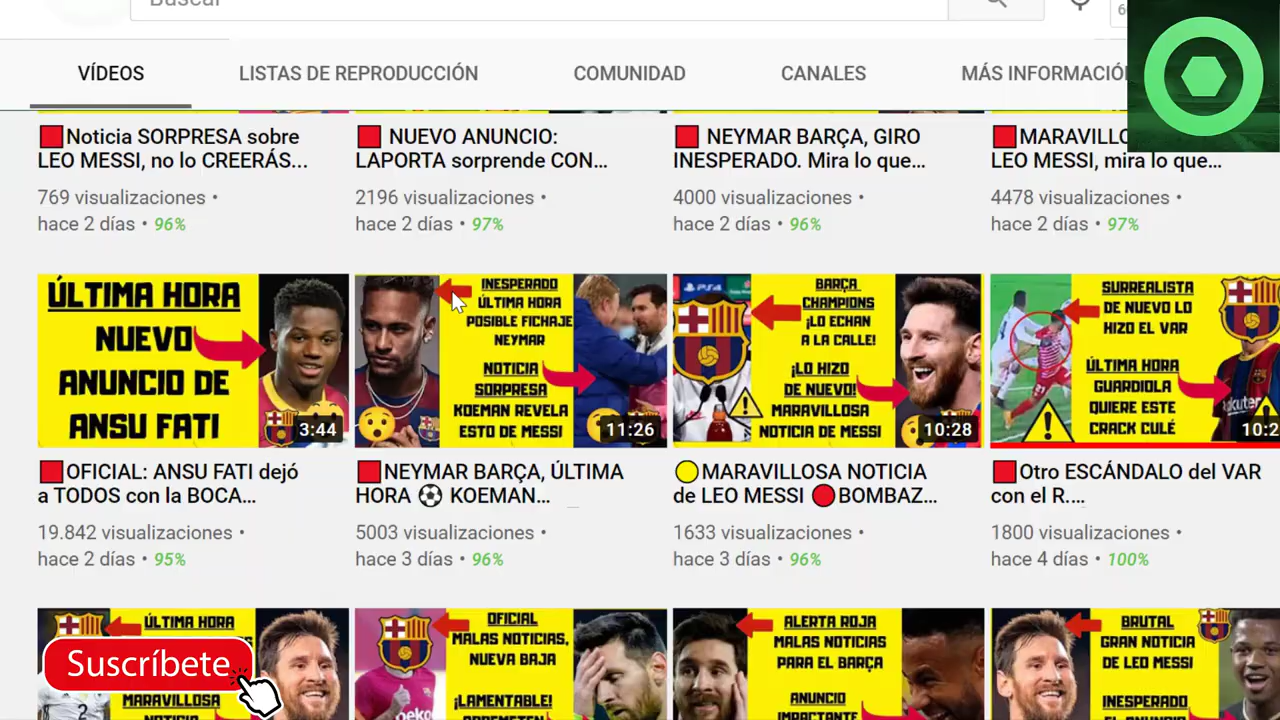 Buscar
VÍDEOS
LISTAS DE REPRODUCCIÓN
COMUNIDAD
CANALES
MÁS INFORMACIÓN
Noticia SORPRESA sobre
LEO MESSI, no lo CREERÁS...
769 visualizaciones •
hace 2 días • 96%
NUEVO ANUNCIO:
LAPORTA sorprende CON...
2196 visualizaciones •
hace 2 días • 97%
NEYMAR BARÇA, GIRO
INESPERADO. Mira lo que...
4000 visualizaciones •
hace 2 días • 96%
LEO MESSI, mira lo que...
4478 visualizaciones •
hace 2 días • 97%
ÚLTIMA HORA
NUEVO
ANUNCIO DE
ANSU FATI
3:44
OFICIAL: ANSU FATI dejó
a TODOS con la BOCA...
19.842 visualizaciones •
hace 2 días • 95%
INESPERADO
ÚLTIMA HORA
POSIBLE FICHAJE
NEYMAR
NOTICIA
SORPRESA
KOEMAN REVELA
ESTO DE MESSI
11:26
NEYMAR BARÇA, ÚLTIMA
HORA ⚽ KOEMAN...
5003 visualizaciones •
hace 3 días • 96%
PS4
BARÇA
CHAMPIONS
¡LO ECHAN
A LA CALLE!
¡LO HIZO
DE NUEVO!
MARAVILLOSA
NOTICIA DE MESSI
10:28
MARAVILLOSA NOTICIA
de LEO MESSI 🔴BOMBAZ...
1633 visualizaciones •
hace 3 días • 96%
SURREALISTA
DE NUEVO LO
HIZO EL VAR
ÚLTIMA HORA
GUARDIOLA
QUIERE ESTE
CRACK CULÉ
Rakuten
10:2
Otro ESCÁNDALO del VAR
con el R....
1800 visualizaciones •
hace 4 días • 100%
ÚLTIMA HORA
MARAVILLOSA
Suscríbete
2
OFICIAL
MALAS NOTICIAS,
NUEVA BAJA
¡LAMENTABLE!
ALERTA ROJA
MALAS NOTICIAS
PARA EL BARÇA
ANUNCIO
IMPACTANTE
BRUTAL
GRAN NOTICIA
DE LEO MESSI
INESPERADO